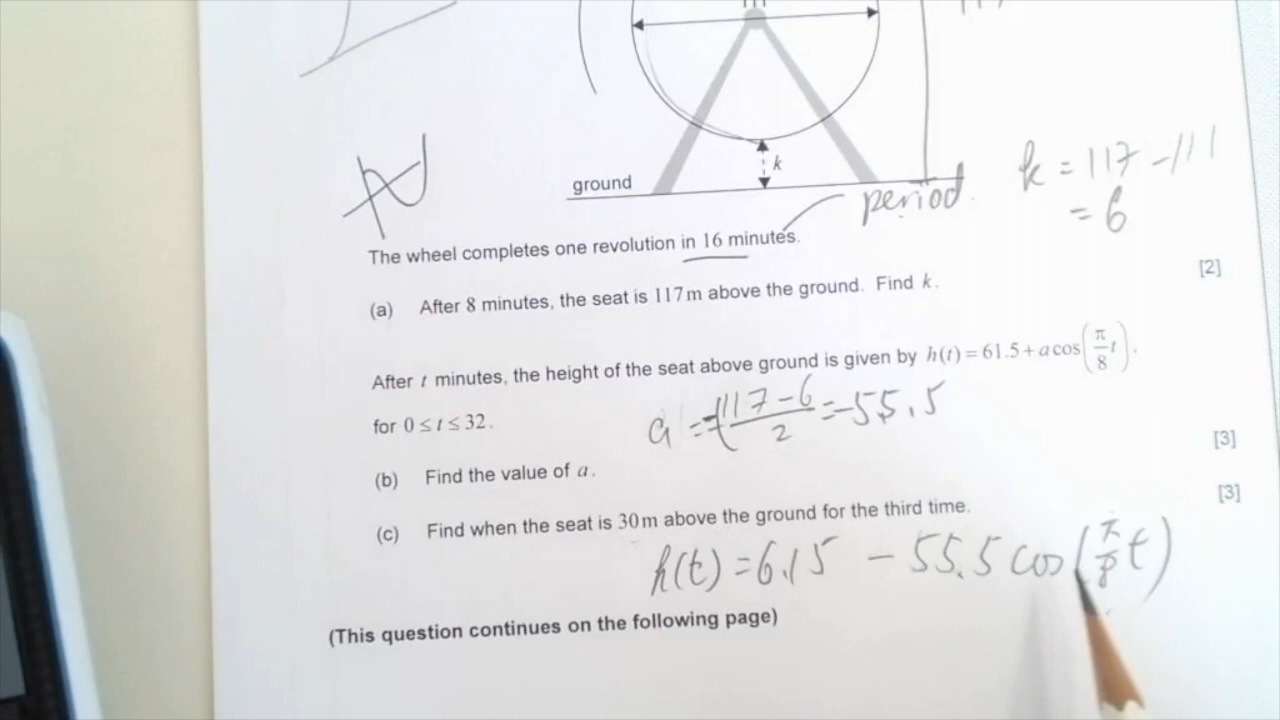 k
ground
period
k = 117 - 111
= 6
The wheel completes one revolution in 16 minutes.
[2]
(a) After 8 minutes, the seat is 117m above the ground. Find k.
After t minutes, the height of the seat above ground is given by h(t) = 61.5 + a cos(π/8 t).
for 0 ≤ t ≤ 32.
a = -(117 - 6)/2 = -55.5
[3]
(b) Find the value of a.
[3]
(c) Find when the seat is 30m above the ground for the third time.
h(t) = 6.15 - 55.5 cos(π/8 t)
(This question continues on the following page)